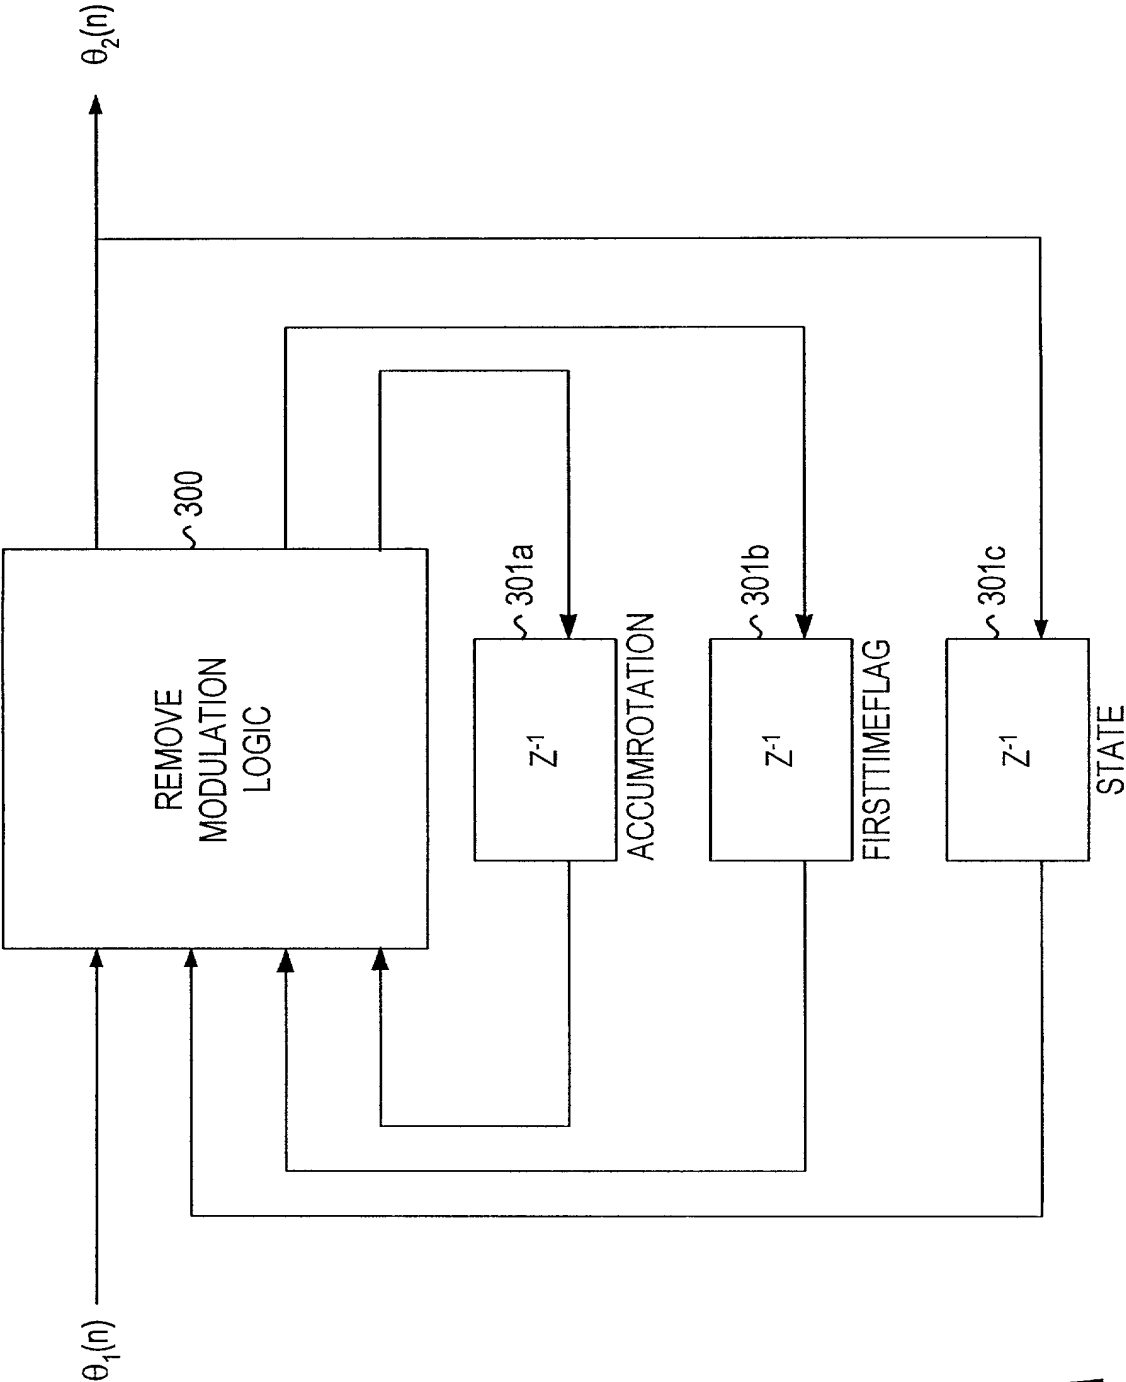 θ₁(n)
REMOVE
MODULATION
LOGIC
300
θ₂(n)
Z⁻¹
301a
ACCUMROTATION
Z⁻¹
301b
FIRSTTIMEFLAG
Z⁻¹
301c
STATE